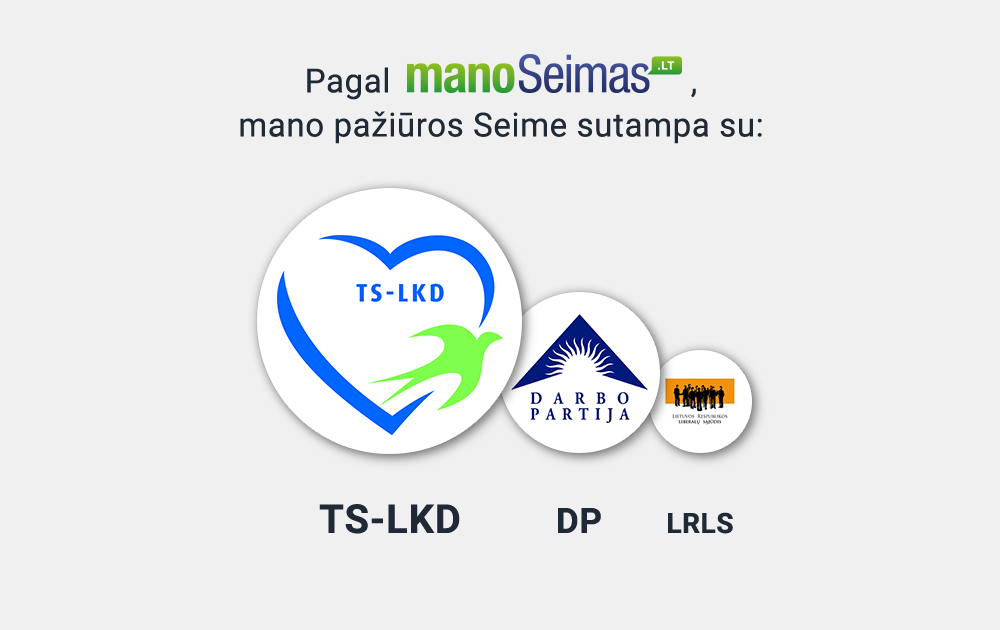 Pagal manoSeimas.LT ,
mano pažiūros Seime sutampa su:
TS-LKD
DARBO
PARTIJA
Lietuvos Respublikos
liberalų sąjūdis
TS-LKD
DP
LRLS